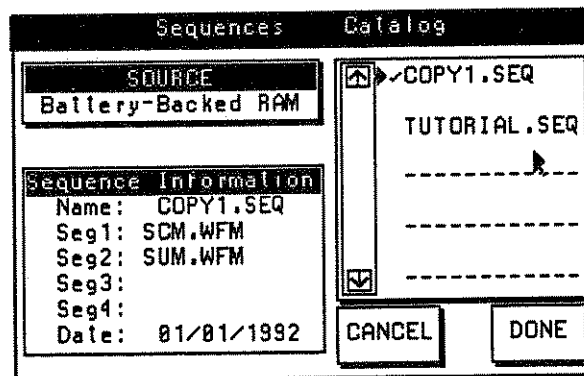 Sequences Catalog
SOURCE
Battery-Backed RAM
Sequence Information
Name: COPY1.SEQ
Seg1: SCM.WFM
Seg2: SUM.WFM
Seg3:
Seg4:
Date: 01/01/1992
✓COPY1.SEQ
TUTORIAL.SEQ
CANCEL
DONE